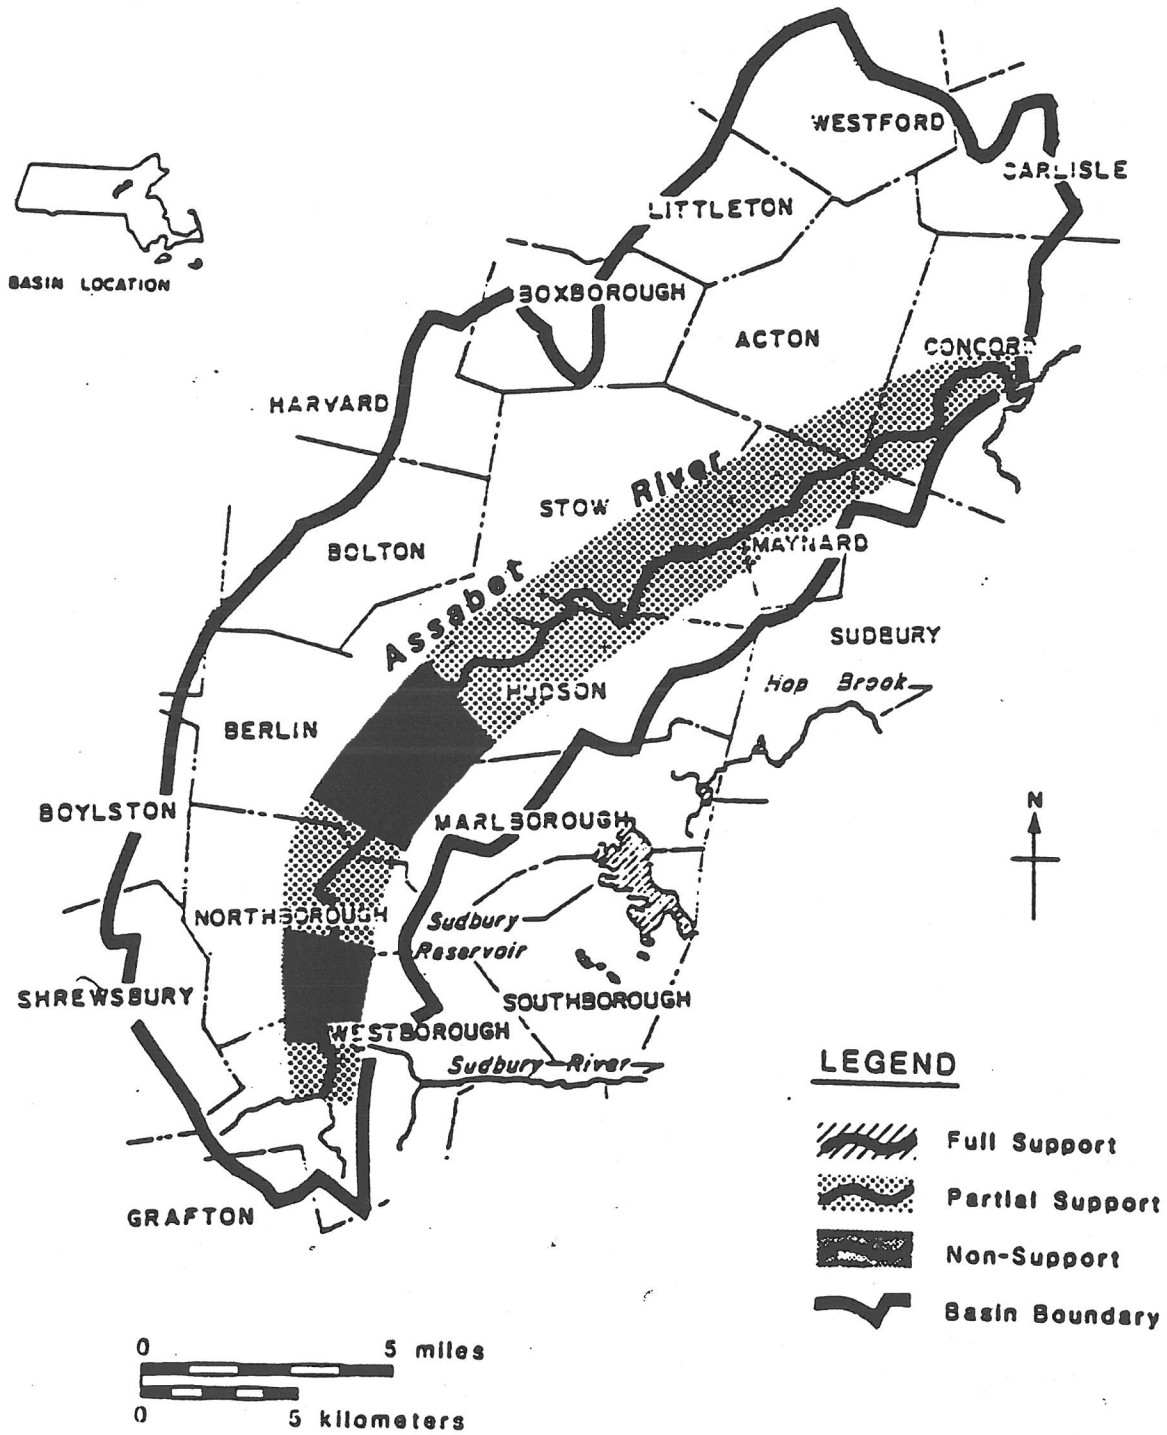 WESTFORD
CARLISLE
LITTLETON
BASIN LOCATION
BOXBOROUGH
ACTON
CONCORD
HARVARD
River
STOW
BOLTON
MAYNARD
Assabet
SUDBURY
Hop Brook
HUDSON
BERLIN
N
BOYLSTON
MARLBOROUGH
NORTHBOROUGH
Sudbury
Reservoir
SHREWSBURY
SOUTHBOROUGH
WESTBOROUGH
Sudbury River
LEGEND
Full Support
Partial Support
Non-Support
Basin Boundary
GRAFTON
0 5 miles
0 5 kilometers